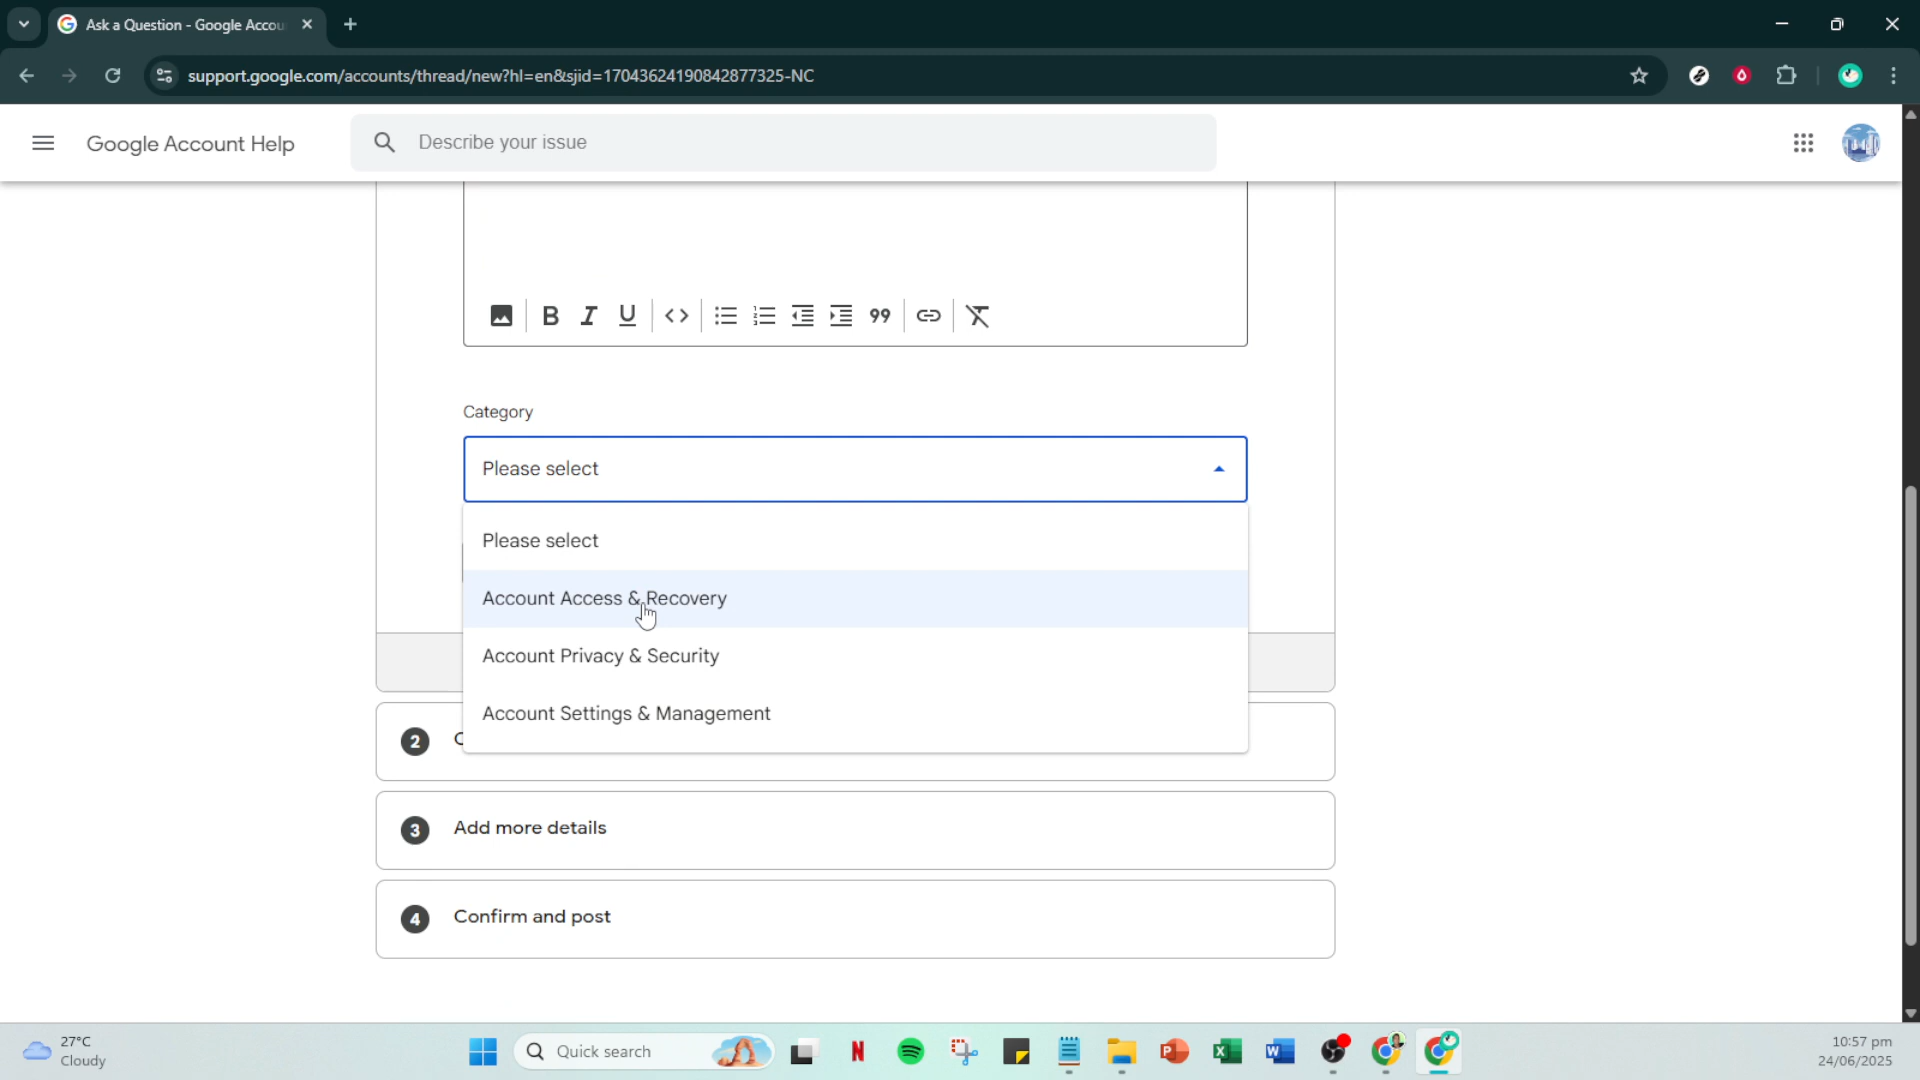 Ask a Question - Google Accou
support.google.com/accounts/thread/new?hl=en&sjid=17043624190842877325-NC
Google Account Help
Describe your issue
B I U
Category
Please select
Please select
Account Access & Recovery
Account Privacy & Security
Account Settings & Management
2
3 Add more details
4 Confirm and post
27°C
Cloudy
Quick search
N
P
X
W
10:57 pm
24/06/2025